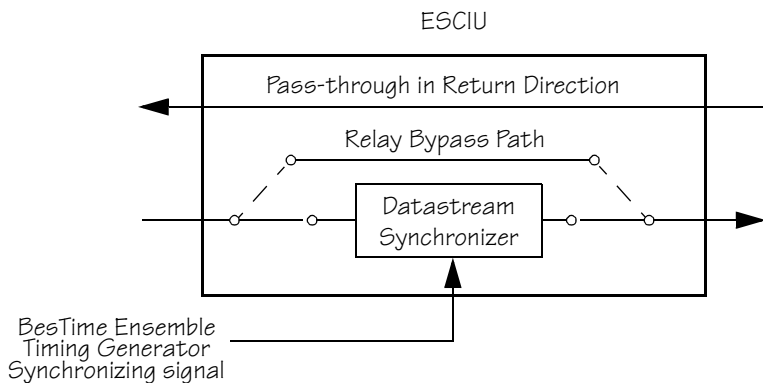 ESCIU
Pass-through in Return Direction
Relay Bypass Path
Datastream
Synchronizer
BesTime Ensemble
Timing Generator
Synchronizing signal